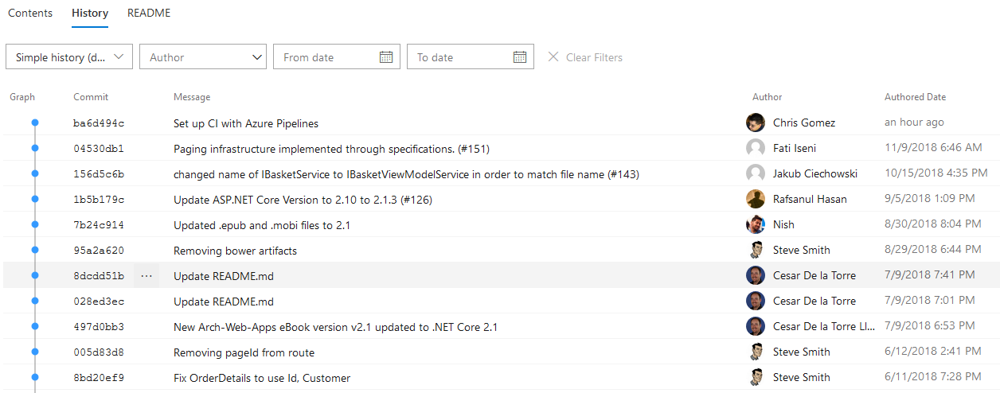 Contents History README
Simple history (d... Author From date To date Clear Filters
Graph Commit Message Author Authored Date
ba6d494c Set up CI with Azure Pipelines Chris Gomez an hour ago
04530db1 Paging infrastructure implemented through specifications. (#151) Fati Iseni 11/9/2018 6:46 AM
156d5c6b changed name of IBasketService to IBasketViewModelService in order to match file name (#143) Jakub Ciechowski 10/15/2018 4:35 PM
1b5b179c Update ASP.NET Core Version to 2.10 to 2.1.3 (#126) Rafsanul Hasan 9/5/2018 1:09 PM
7b24c914 Updated .epub and .mobi files to 2.1 Nish 8/30/2018 8:04 PM
95a2a620 Removing bower artifacts Steve Smith 8/29/2018 6:44 PM
8dcdd51b ... Update README.md Cesar De la Torre 7/9/2018 7:41 PM
028ed3ec Update README.md Cesar De la Torre 7/9/2018 7:01 PM
497d0bb3 New Arch-Web-Apps eBook version v2.1 updated to .NET Core 2.1 Cesar De la Torre Ll... 7/9/2018 6:53 PM
005d83d8 Removing pageId from route Steve Smith 6/12/2018 2:41 PM
8bd20ef9 Fix OrderDetails to use Id, Customer Steve Smith 6/11/2018 7:28 PM